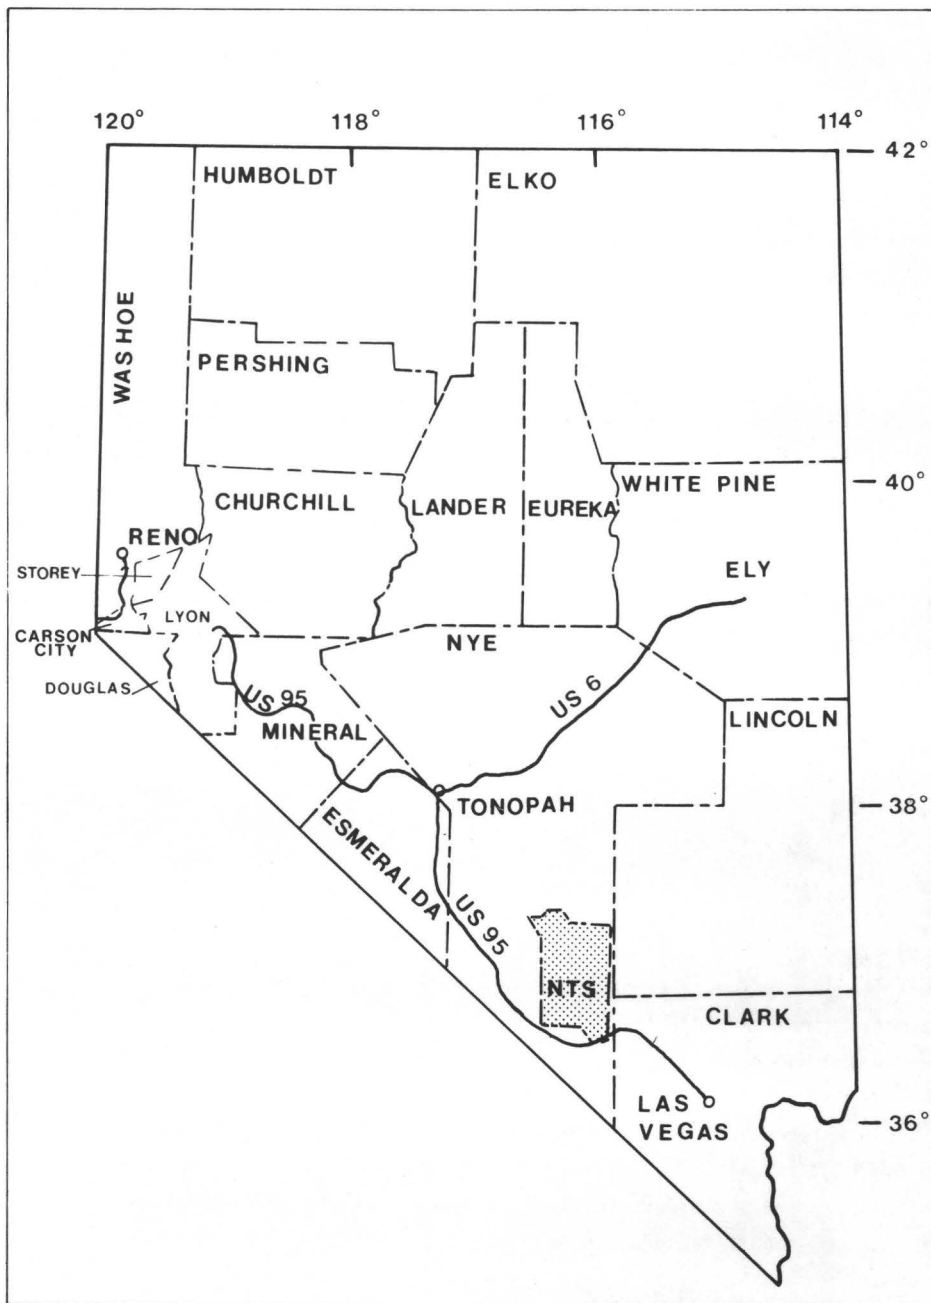 120° 118° 116° 114°
42°
HUMBOLDT ELKO
WASHOE
PERSHING
40°
WHITE PINE
CHURCHILL LANDER EUREKA
RENO
STOREY
ELY
LYON
CARSON
CITY
NYE
DOUGLAS
US 95
US 6
MINERAL
LINCOLN
38°
TONOPAH
ESMERALDA
US 95
NTS
CLARK
LAS
VEGAS
36°